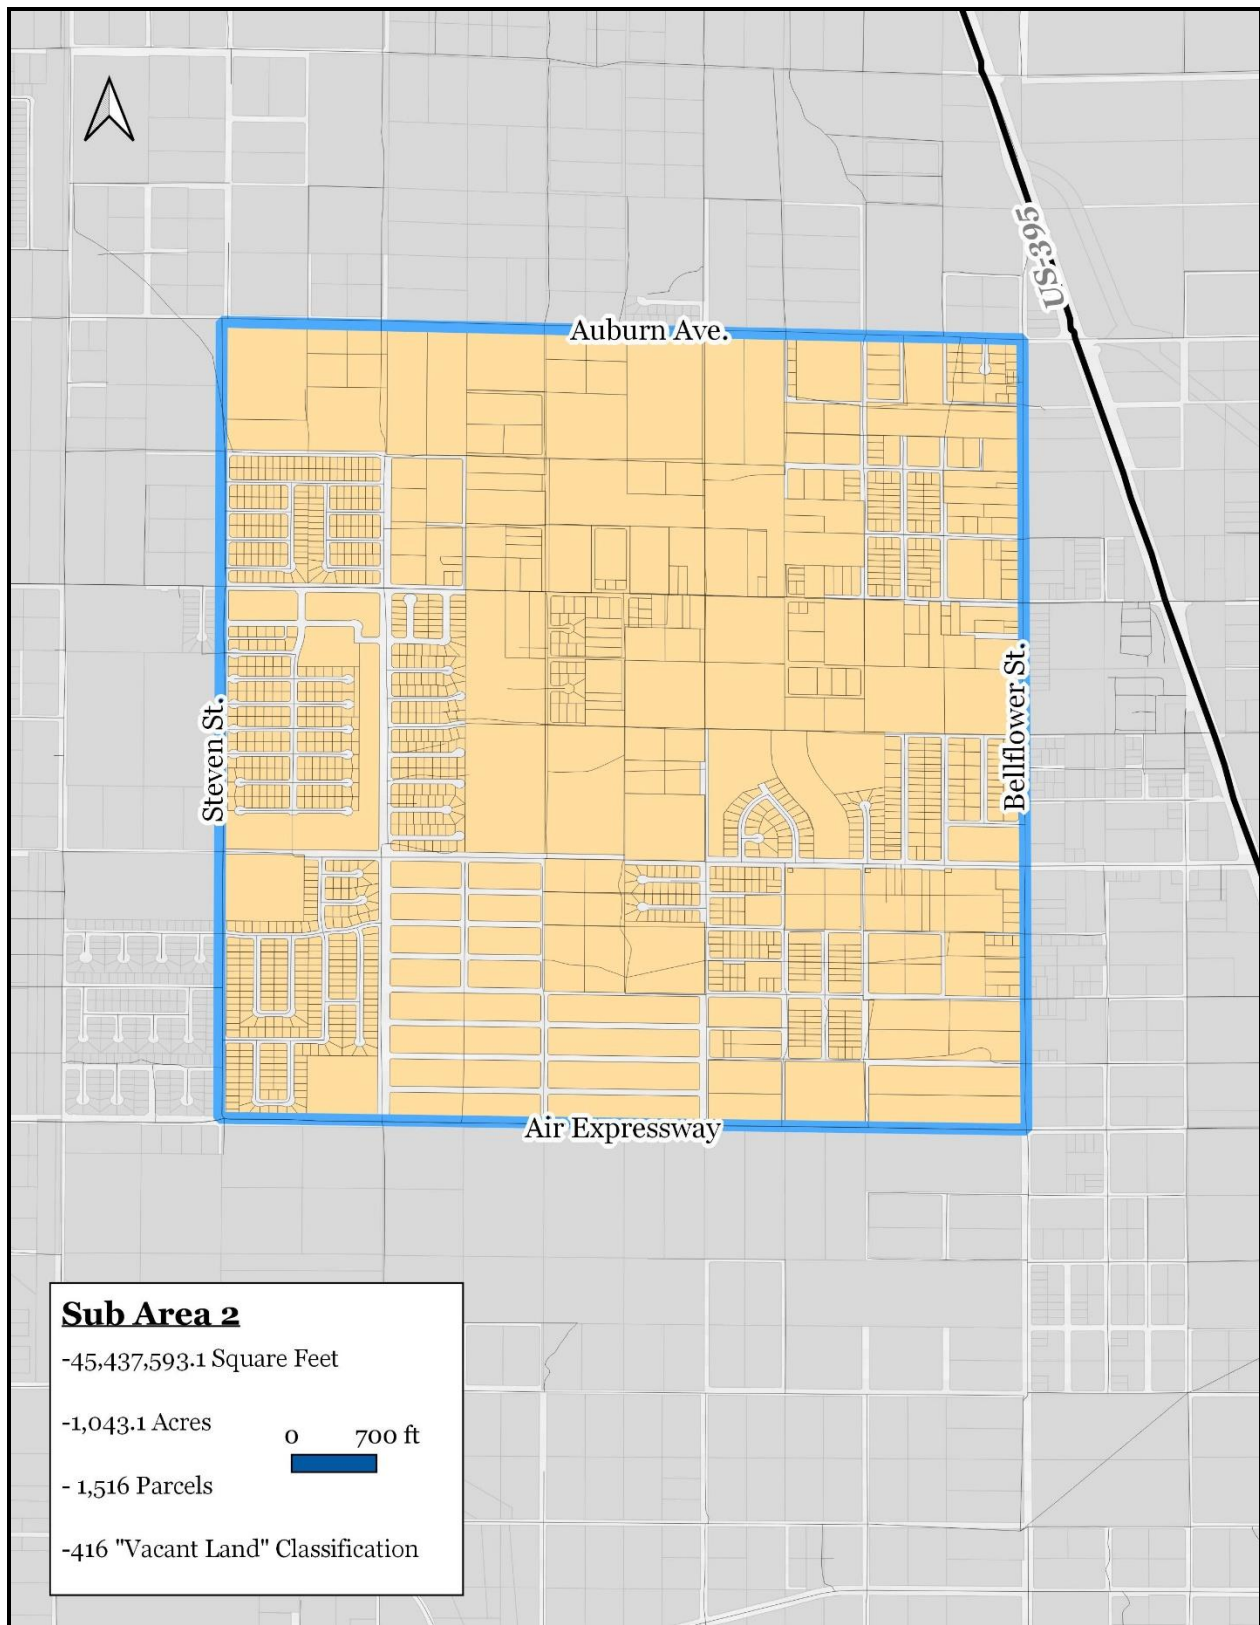 US-395
Auburn Ave.
Steven St.
Bellflower St.
Air Expressway
Sub Area 2
-45,437,593.1 Square Feet
-1,043.1 Acres
0 700 ft
- 1,516 Parcels
-416 "Vacant Land" Classification